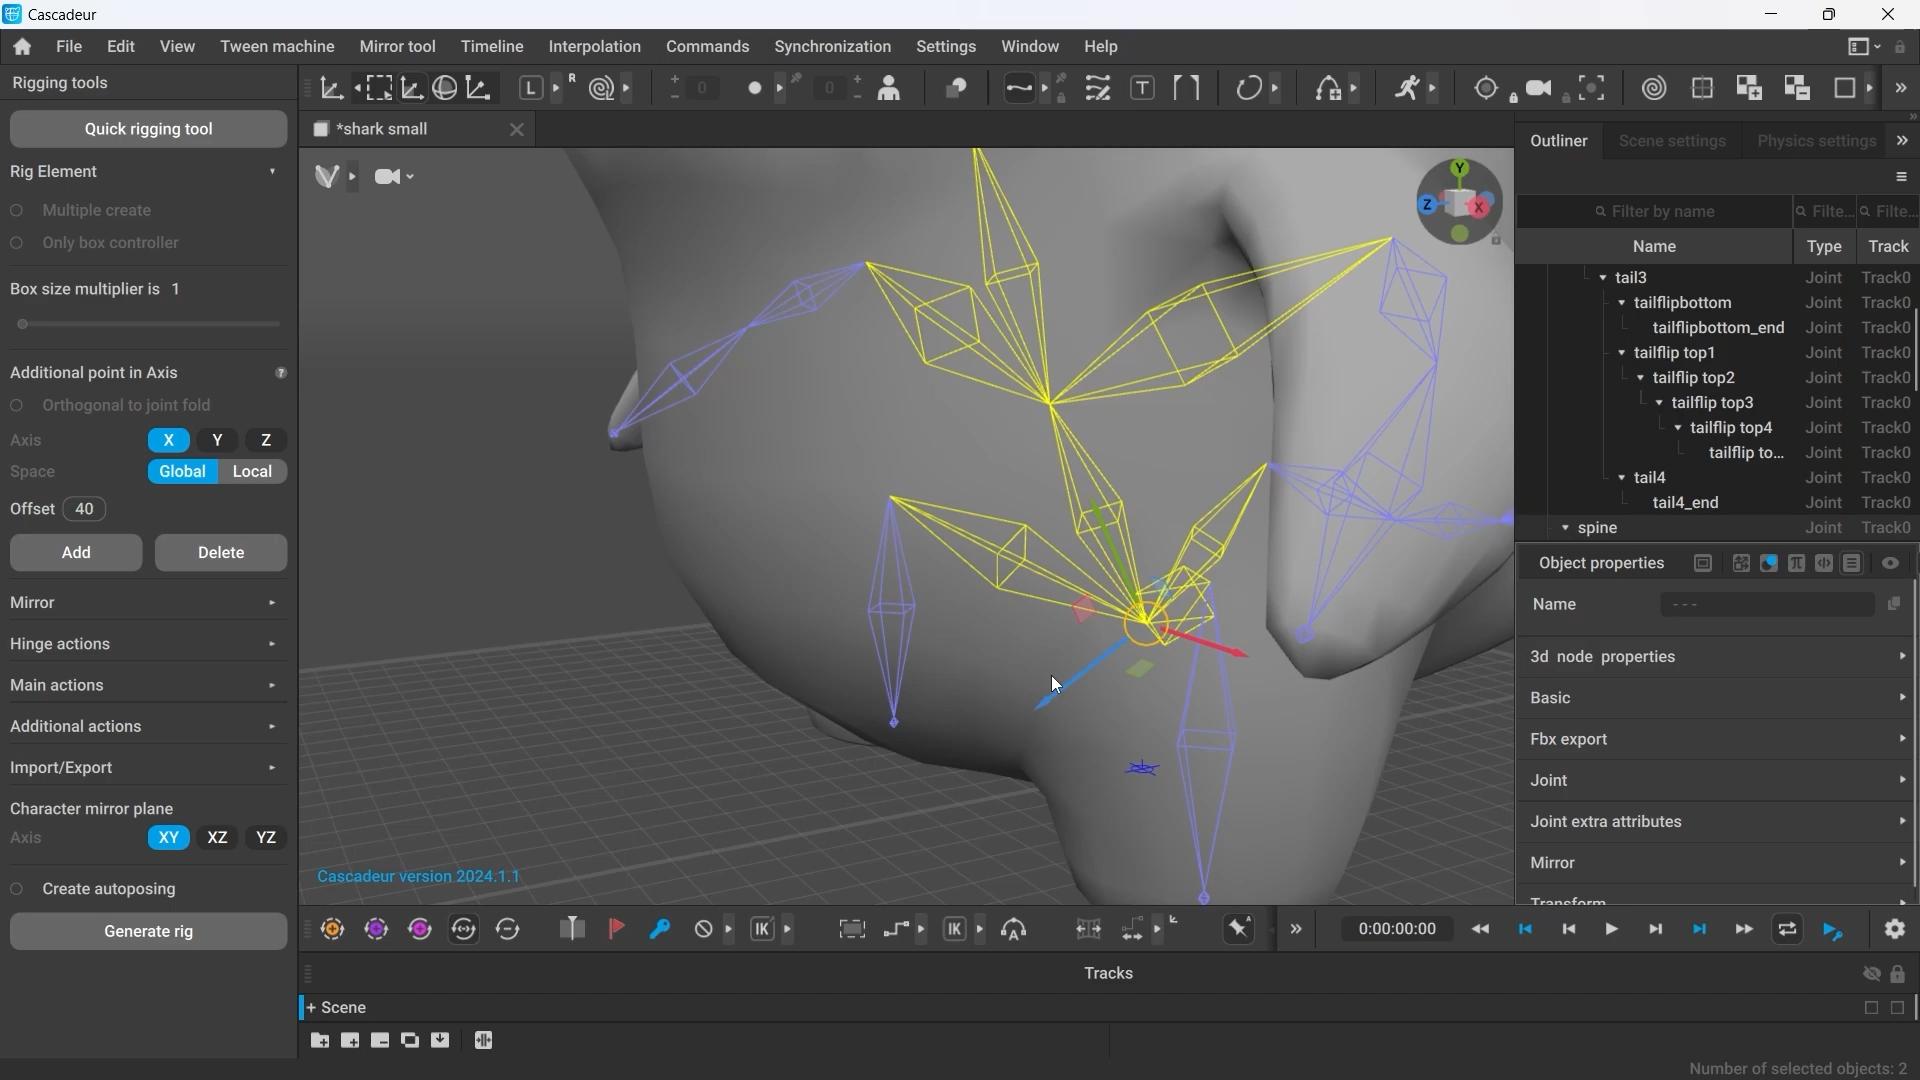 Cascadeur
File Edit View Tween machine Mirror tool Timeline Interpolation Commands Synchronization Settings Window Help
Rigging tools
L R 0 0 T
Quick rigging tool
*shark small
Outliner Scene settings Physics settings
Rig Element
Multiple create
Only box controller
Y Z X
Filter by name Filte... Filte...
Name Type Track
Box size multiplier is 1
tail3 Joint Track0
tailflipbottom Joint Track0
tailflipbottom_end Joint Track0
tailflip top1 Joint Track0
tailflip top2 Joint Track0
tailflip top3 Joint Track0
tailflip top4 Joint Track0
tailflip to... Joint Track0
tail4 Joint Track0
tail4_end Joint Track0
spine Joint Track0
Additional point in Axis ?
Orthogonal to joint fold
Axis X Y Z
Space Global Local
Offset 40
Add Delete
Object properties
Name ---
3d node properties
Basic
Fbx export
Joint
Joint extra attributes
Mirror
Transform
Mirror
Hinge actions
Main actions
Additional actions
Import/Export
Character mirror plane
Axis XY XZ YZ
Create autoposing
Generate rig
Cascadeur version 2024.1.1
IK IK A 0:00:00:00
Tracks
+ Scene
Number of selected objects: 2